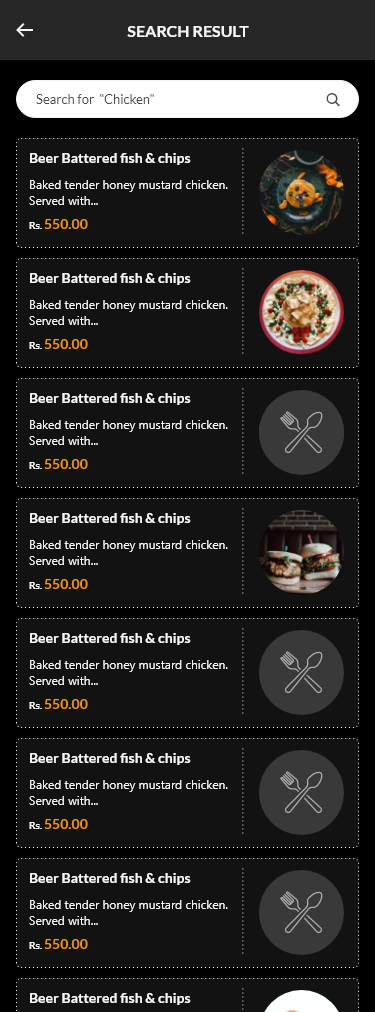 SEARCH RESULT
Search for "Chicken"
Beer Battered fish & chips
Baked tender honey mustard chicken.
Served with...
Rs. 550.00
Beer Battered fish & chips
Baked tender honey mustard chicken.
Served with...
Rs. 550.00
Beer Battered fish & chips
Baked tender honey mustard chicken.
Served with...
Rs. 550.00
Beer Battered fish & chips
Baked tender honey mustard chicken.
Served with...
Rs. 550.00
Beer Battered fish & chips
Baked tender honey mustard chicken.
Served with...
Rs. 550.00
Beer Battered fish & chips
Baked tender honey mustard chicken.
Served with...
Rs. 550.00
Beer Battered fish & chips
Baked tender honey mustard chicken.
Served with...
Rs. 550.00
Beer Battered fish & chips